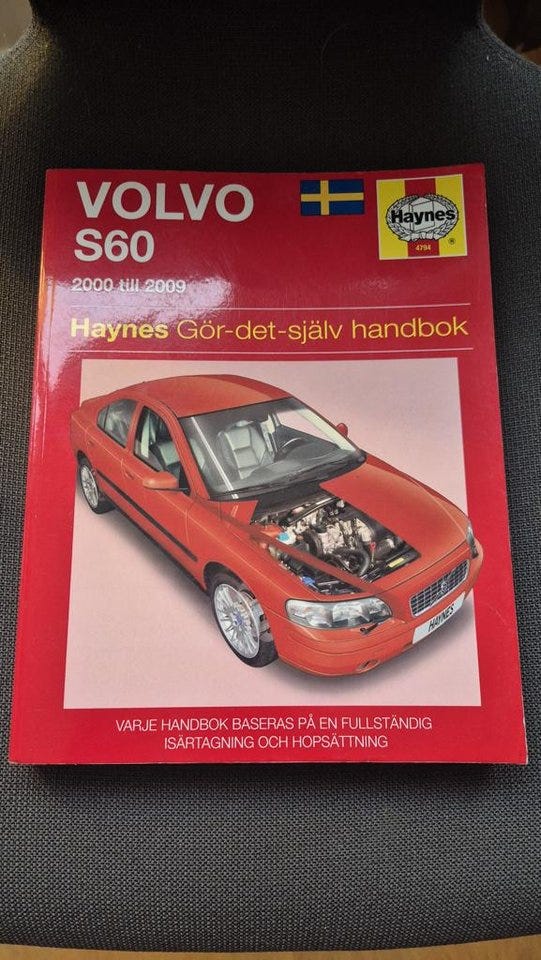 VOLVO
S60
2000 till 2009
Haynes
4794
®
Haynes Gör-det-själv handbok
HAYNES
VARJE HANDBOK BASERAS PÅ EN FULLSTÄNDIG
ISÄRTAGNING OCH HOPSÄTTNING